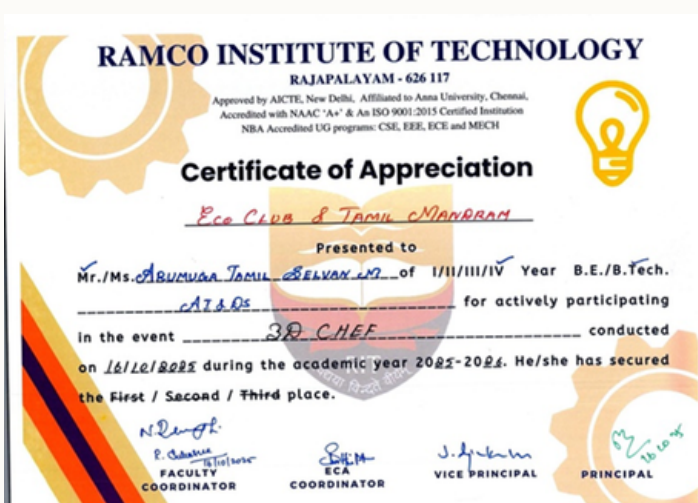 RAMCO INSTITUTE OF TECHNOLOGY
RAJAPALAYAM - 626 117
Approved by AICTE, New Delhi, Affiliated to Anna University, Chennai,
Accredited with NAAC 'A+' & An ISO 9001:2015 Certified Institution
NBA Accredited UG programs: CSE, EEE, ECE and MECH
Certificate of Appreciation
Eco Club & Tamil Mandram
Presented to
Mr./Ms. Arumuga Tamil Selvan M of I/II/III/IV Year B.E./B.Tech.
AI&DS for actively participating
in the event 3D CHEF conducted
on 16/10/2025 during the academic year 2025-2026. He/she has secured
the First / Second / Third place.
16/10/2025
FACULTY COORDINATOR
ECA COORDINATOR
VICE PRINCIPAL
PRINCIPAL